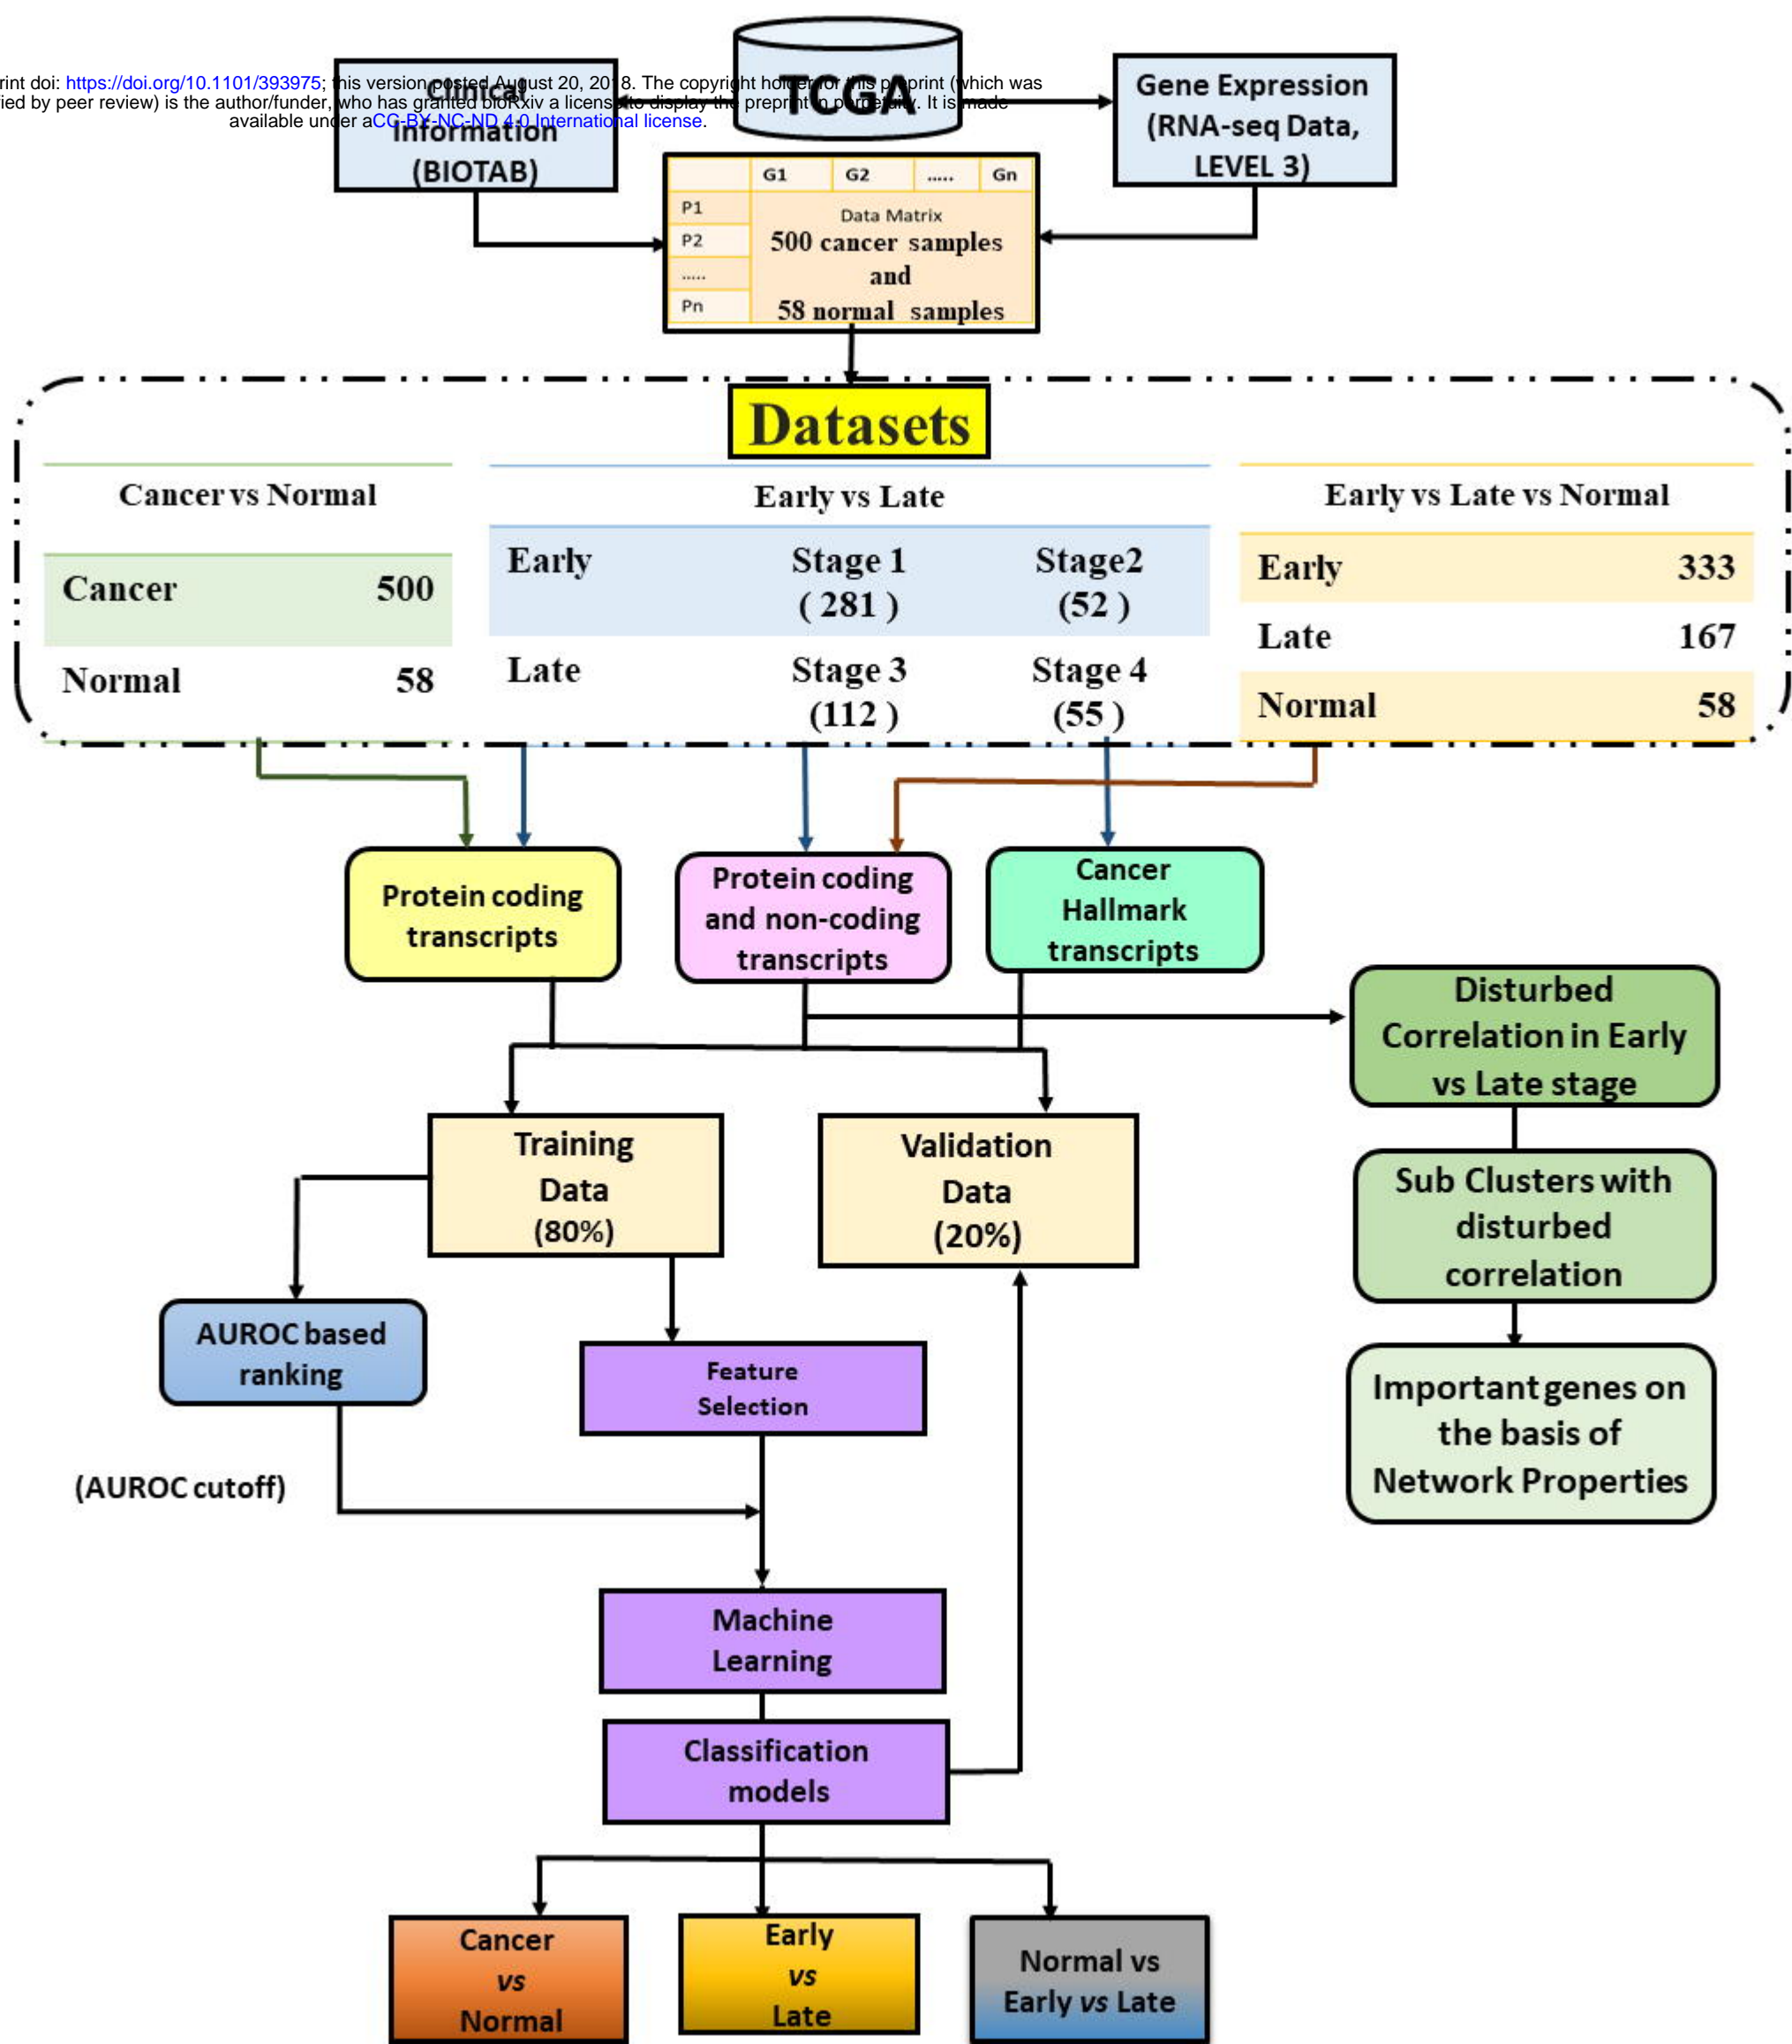 rint doi: https://doi.org/10.1101/393975; this version posted August 20, 2018. The copyright holder for this preprint (which was
fied by peer review) is the author/funder, who has granted bioRxiv a license to display the preprint in perpetuity. It is made
available under aCC-BY-NC-ND 4.0 International license.
TCGA
Clinical
Information
(BIOTAB)
Gene Expression
(RNA-seq Data,
LEVEL 3)
G1 G2 ..... Gn
P1
P2
.....
Pn
Data Matrix
500 cancer samples
and
58 normal samples
Datasets
Cancer vs Normal
Cancer 500
Normal 58
Early vs Late
Early Stage 1 Stage2
( 281 ) (52 )
Late Stage 3 Stage 4
(112 ) (55 )
Early vs Late vs Normal
Early 333
Late 167
Normal 58
Protein coding
transcripts
Protein coding
and non-coding
transcripts
Cancer
Hallmark
transcripts
Disturbed
Correlation in Early
vs Late stage
Sub Clusters with
disturbed
correlation
Important genes on
the basis of
Network Properties
Training
Data
(80%)
Validation
Data
(20%)
AUROC based
ranking
Feature
Selection
(AUROC cutoff)
Machine
Learning
Classification
models
Cancer
vs
Normal
Early
vs
Late
Normal vs
Early vs Late